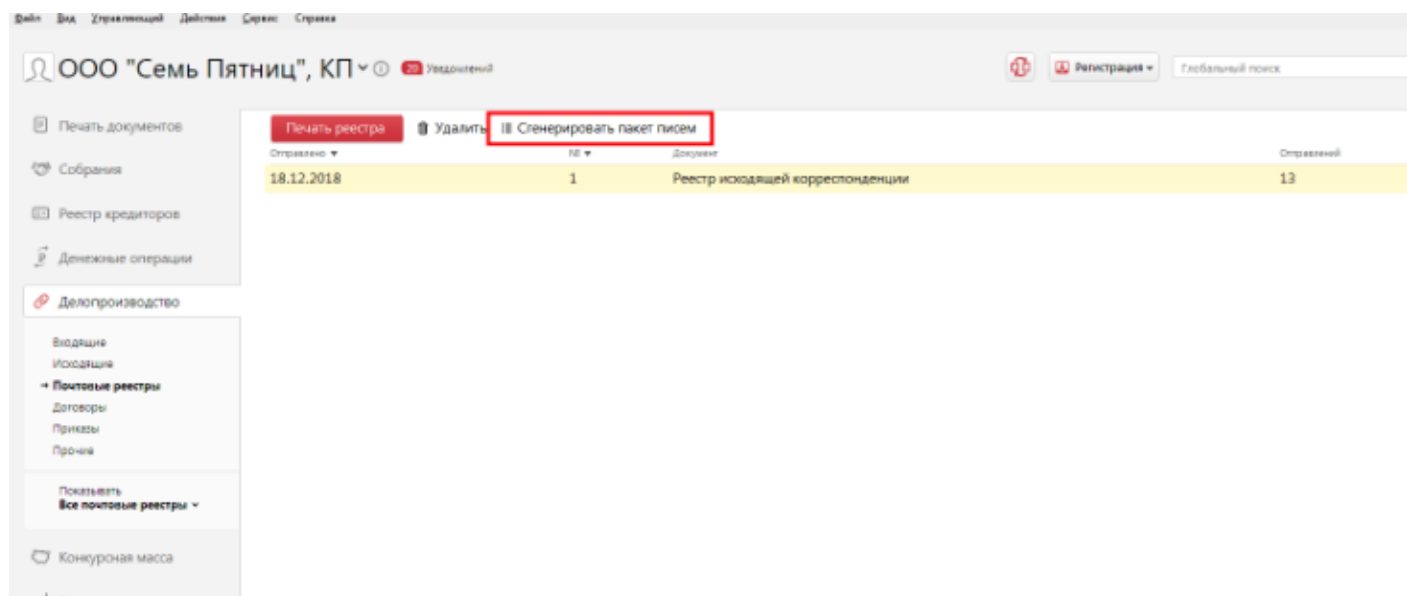 Файл Вид Управляющий Действия Сервис Справка
ООО "Семь Пятниц", КП 20 Уведомлений Регистрация Глобальный поиск
Печать документов
Собрания
Реестр кредиторов
Денежные операции
Делопроизводство
Входящие
Исходящие
Почтовые реестры
Договоры
Приказы
Прочие
Показывать
Все почтовые реестры
Конкурсная масса
Печать реестра Удалить Сгенерировать пакет писем
Отправлено № Документ Отправлений
18.12.2018 1 Реестр исходящей корреспонденции 13